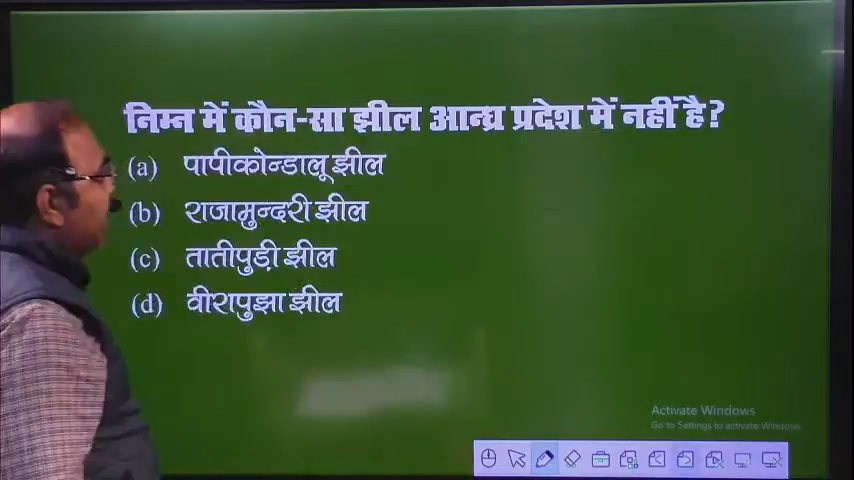 निम्न में कौन-सा झील आन्ध्र प्रदेश में नहीं है?
(a) पापीकोन्डालू झील
(b) राजामुन्दरी झील
(c) तातीपुड़ी झील
(d) वीरापुझा झील
Activate Windows
Go to Settings to activate Windows.